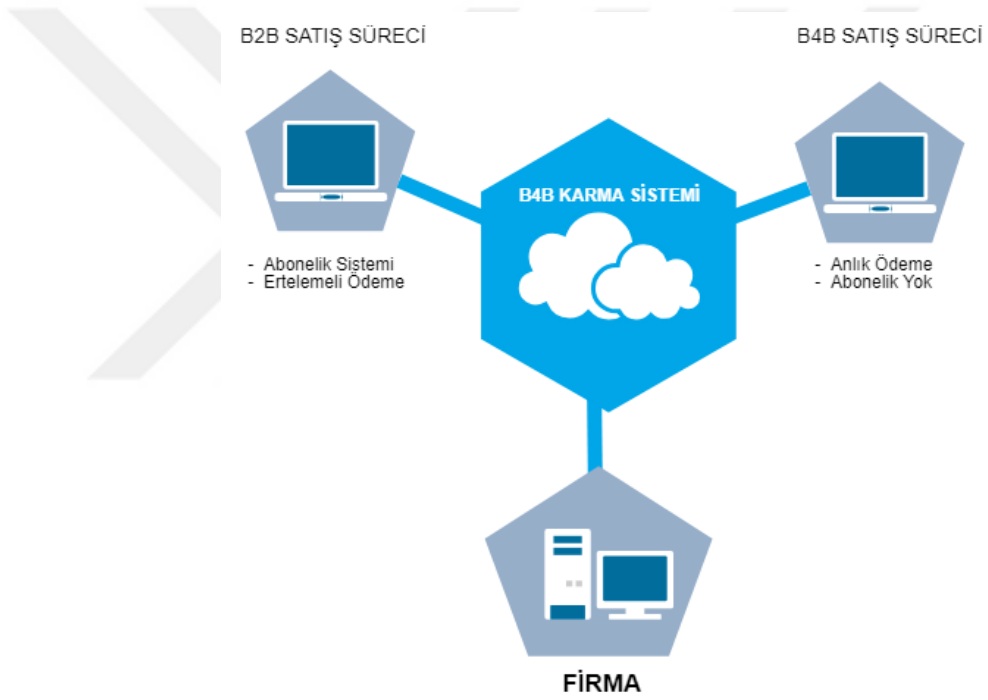 B2B SATIŞ SÜRECİ
B4B SATIŞ SÜRECİ
B4B KARMA SİSTEMİ
- Abonelik Sistemi
- Ertelemeli Ödeme
- Anlık Ödeme
- Abonelik Yok
FİRMA